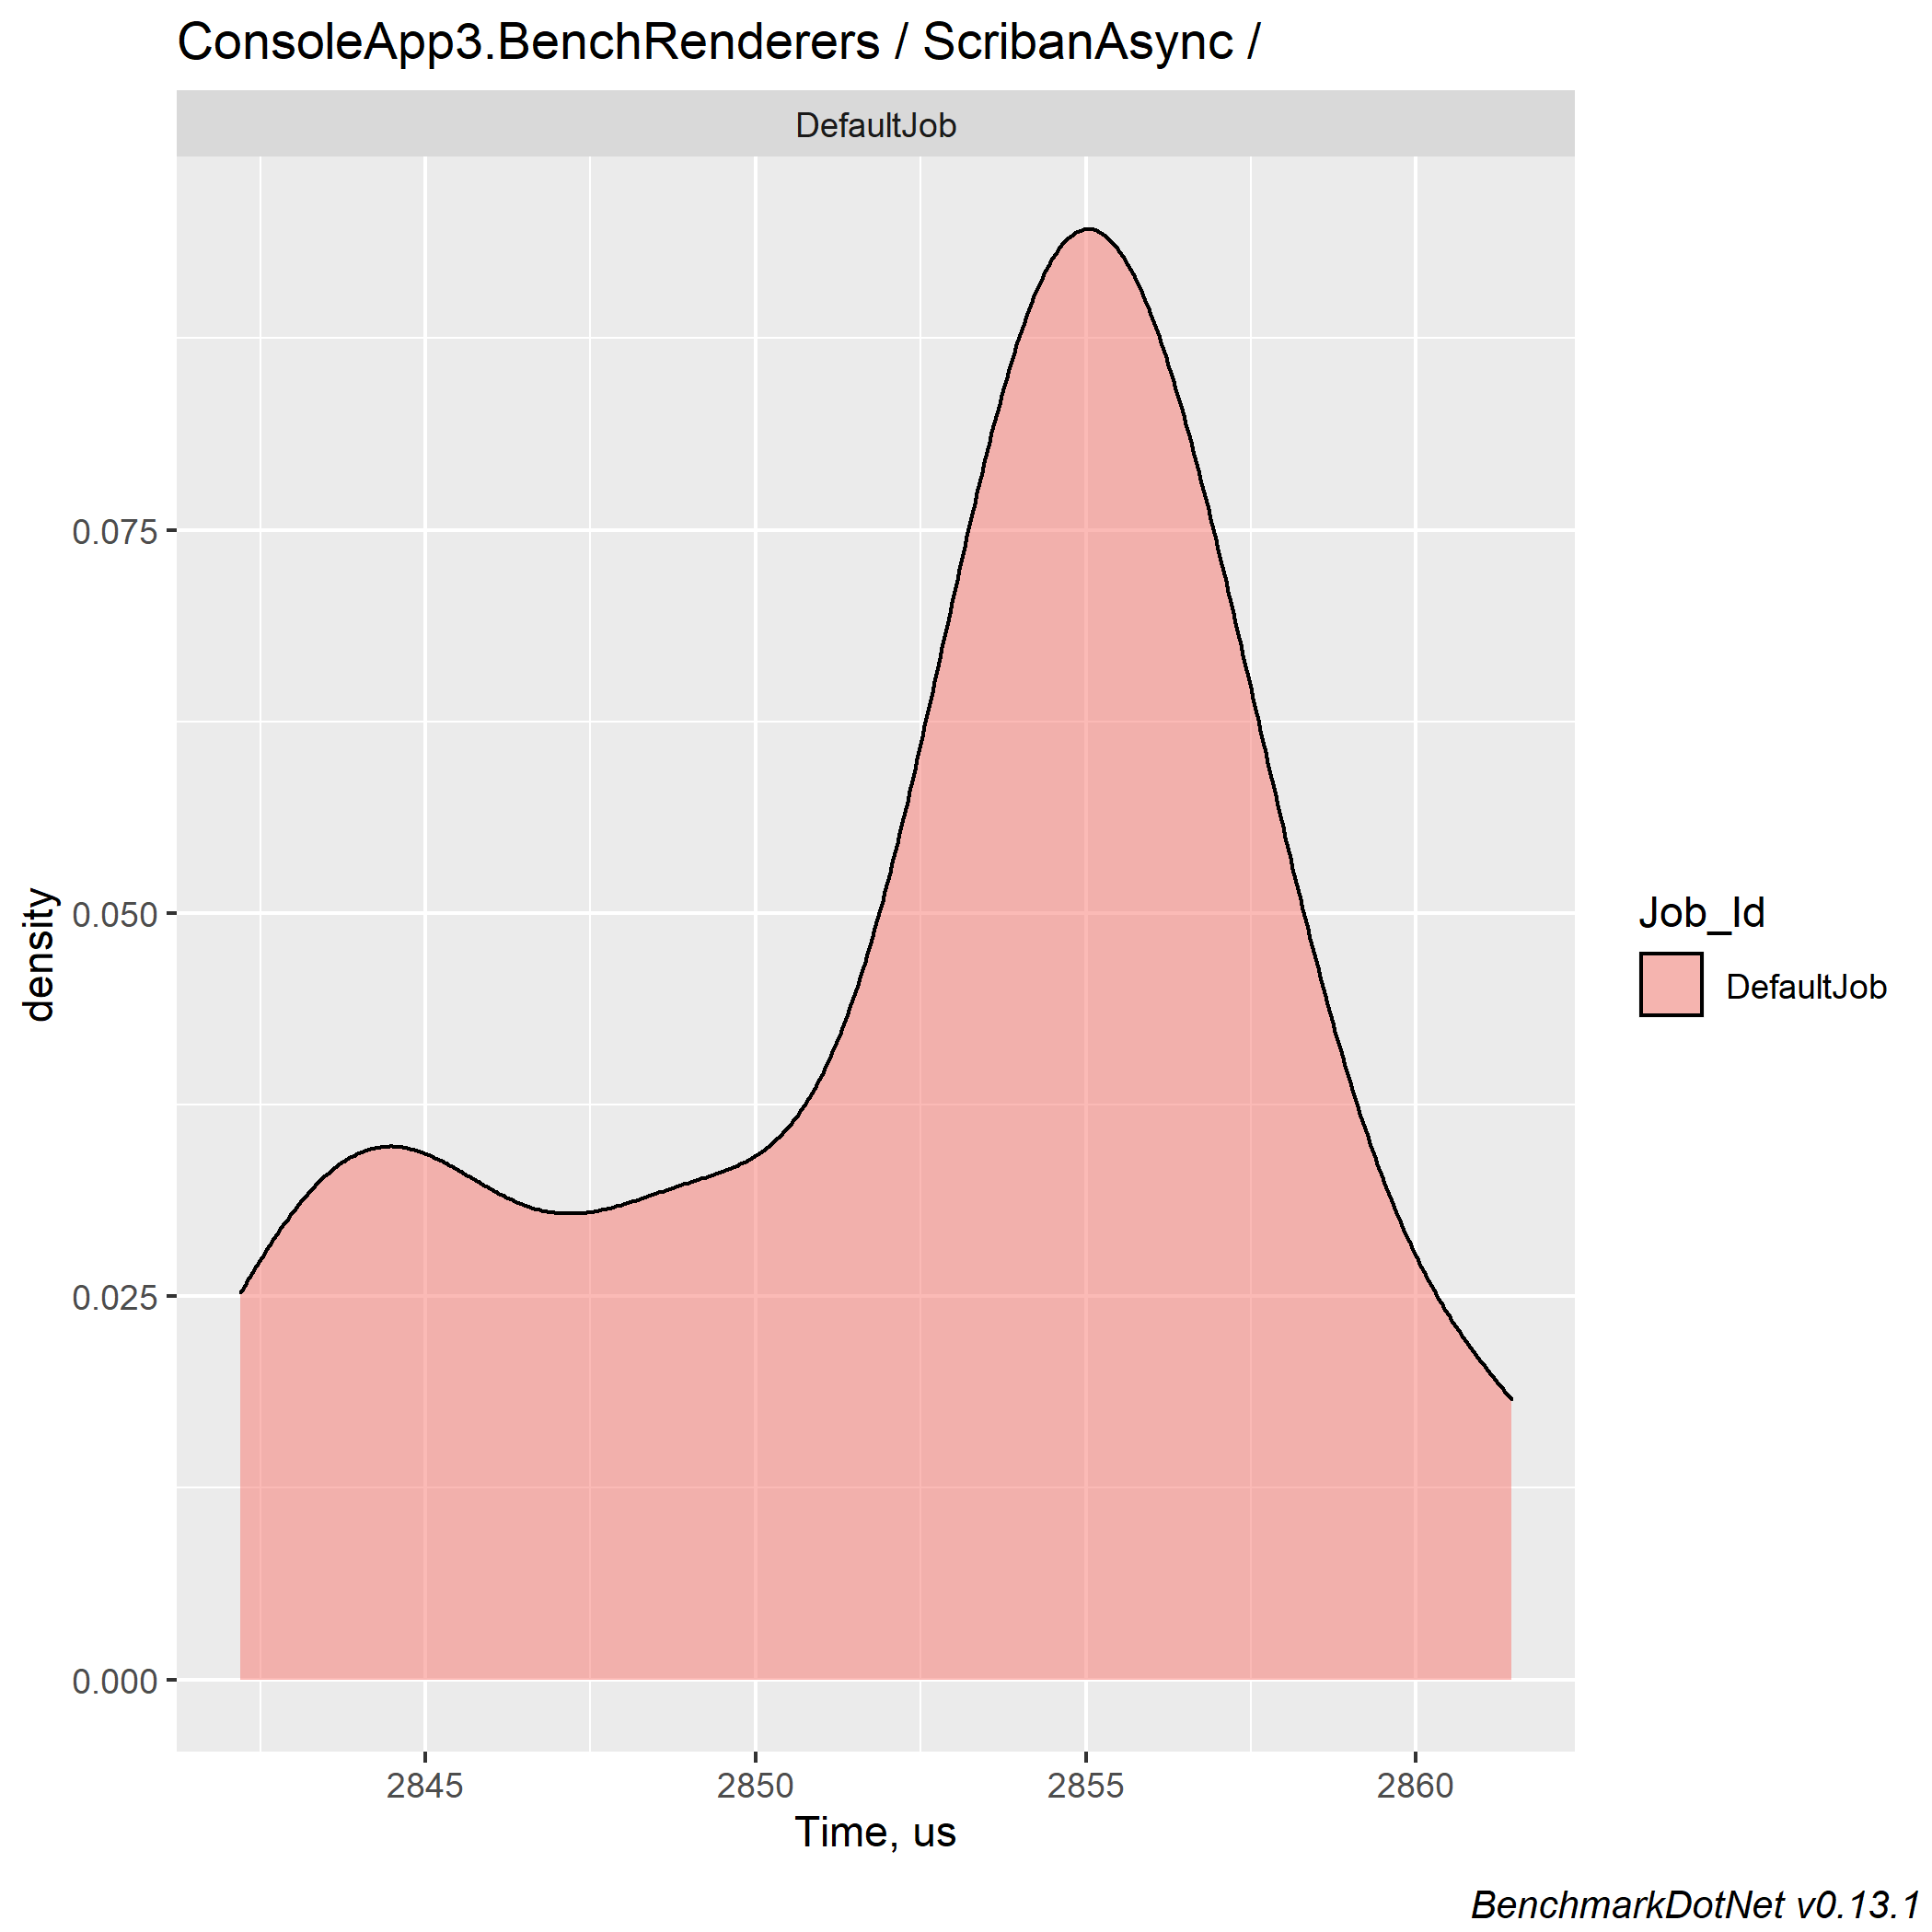 ConsoleApp3.BenchRenderers / ScribanAsync /
DefaultJob
0.075
0.050
0.025
0.000
density
2845 2850 2855 2860
Time, us
Job_Id
DefaultJob
BenchmarkDotNet v0.13.1